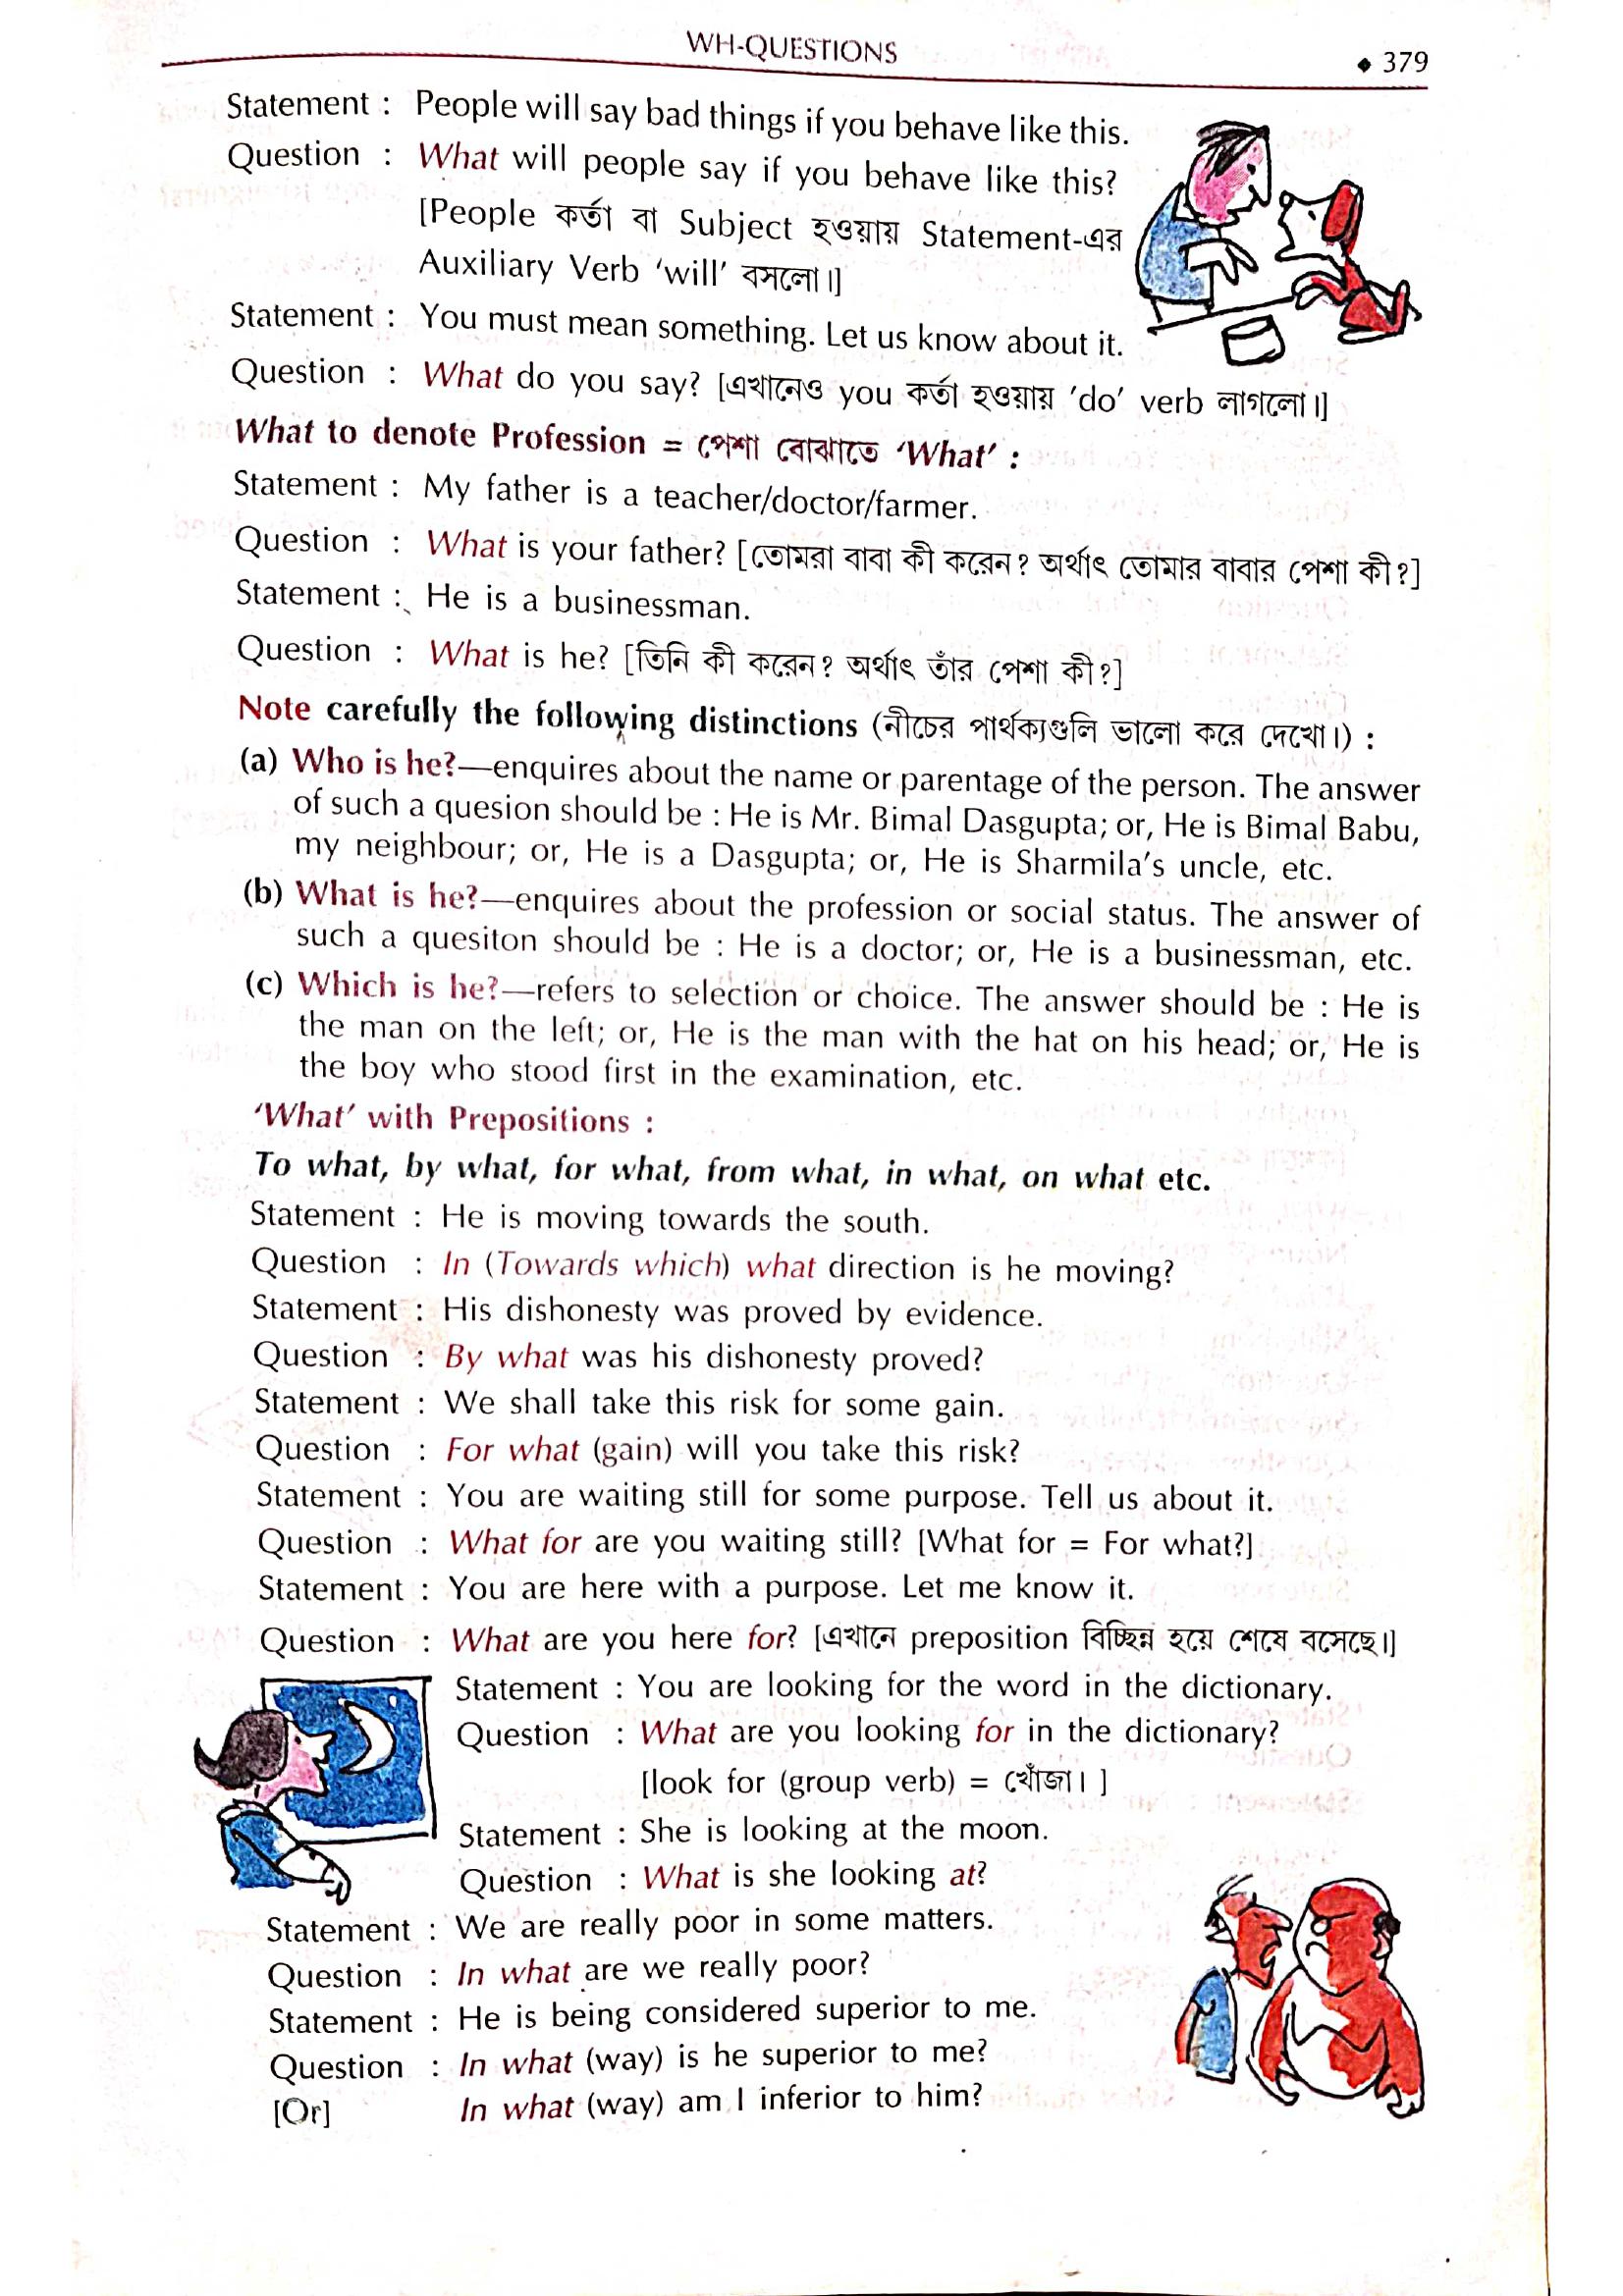 WH-QUESTIONS
◆ 379
Statement : People will say bad things if you behave like this.
Question : What will people say if you behave like this?
[People কর্তা বা Subject হওয়ায় Statement-এর
Auxiliary Verb ‘will’ বসলো।]
Statement : You must mean something. Let us know about it.
Question : What do you say? [এখানেও you কর্তা হওয়ায় ‘do’ verb লাগলো।]
What to denote Profession = পেশা বোঝাতে ‘What’ :
Statement : My father is a teacher/doctor/farmer.
Question : What is your father? [তোমরা বাবা কী করেন? অর্থাৎ তোমার বাবার পেশা কী?]
Statement : He is a businessman.
Question : What is he? [তিনি কী করেন? অর্থাৎ তাঁর পেশা কী?]
Note carefully the following distinctions (নীচের পার্থক্যগুলি ভালো করে দেখো।) :
(a) Who is he?—enquires about the name or parentage of the person. The answer
of such a quesion should be : He is Mr. Bimal Dasgupta; or, He is Bimal Babu,
my neighbour; or, He is a Dasgupta; or, He is Sharmila’s uncle, etc.
(b) What is he?—enquires about the profession or social status. The answer of
such a quesiton should be : He is a doctor; or, He is a businessman, etc.
(c) Which is he?—refers to selection or choice. The answer should be : He is
the man on the left; or, He is the man with the hat on his head; or, He is
the boy who stood first in the examination, etc.
‘What’ with Prepositions :
To what, by what, for what, from what, in what, on what etc.
Statement : He is moving towards the south.
Question : In (Towards which) what direction is he moving?
Statement : His dishonesty was proved by evidence.
Question : By what was his dishonesty proved?
Statement : We shall take this risk for some gain.
Question : For what (gain) will you take this risk?
Statement : You are waiting still for some purpose. Tell us about it.
Question : What for are you waiting still? [What for = For what?]
Statement : You are here with a purpose. Let me know it.
Question : What are you here for? [এখানে preposition বিচ্ছিন্ন হয়ে শেষে বসেছে।]
Statement : You are looking for the word in the dictionary.
Question : What are you looking for in the dictionary?
[look for (group verb) = খোঁজা। ]
Statement : She is looking at the moon.
Question : What is she looking at?
Statement : We are really poor in some matters.
Question : In what are we really poor?
Statement : He is being considered superior to me.
Question : In what (way) is he superior to me?
[Or] In what (way) am I inferior to him?